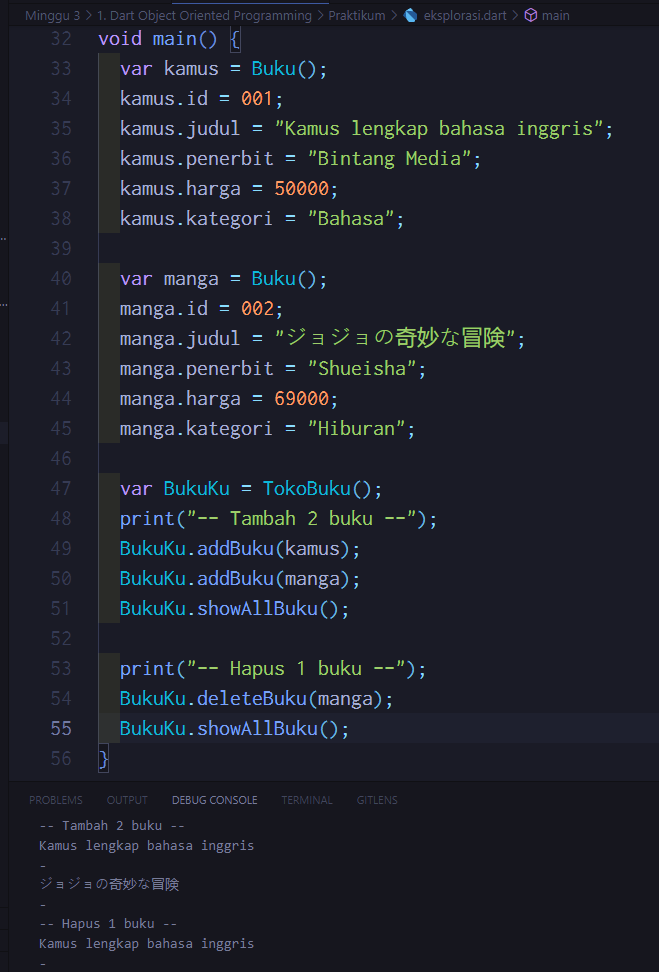 Minggu 3 > 1. Dart Object Oriented Programming > Praktikum > eksplorasi.dart > main
32 void main() {
33 var kamus = Buku();
34 kamus.id = 001;
35 kamus.judul = "Kamus lengkap bahasa inggris";
36 kamus.penerbit = "Bintang Media";
37 kamus.harga = 50000;
38 kamus.kategori = "Bahasa";
39
40 var manga = Buku();
41 manga.id = 002;
42 manga.judul = "ジョジョの奇妙な冒険";
43 manga.penerbit = "Shueisha";
44 manga.harga = 69000;
45 manga.kategori = "Hiburan";
46
47 var BukuKu = TokoBuku();
48 print("-- Tambah 2 buku --");
49 BukuKu.addBuku(kamus);
50 BukuKu.addBuku(manga);
51 BukuKu.showAllBuku();
52
53 print("-- Hapus 1 buku --");
54 BukuKu.deleteBuku(manga);
55 BukuKu.showAllBuku();
56 }
PROBLEMS OUTPUT DEBUG CONSOLE TERMINAL GITLENS
-- Tambah 2 buku --
Kamus lengkap bahasa inggris
-
ジョジョの奇妙な冒険
-
-- Hapus 1 buku --
Kamus lengkap bahasa inggris
-